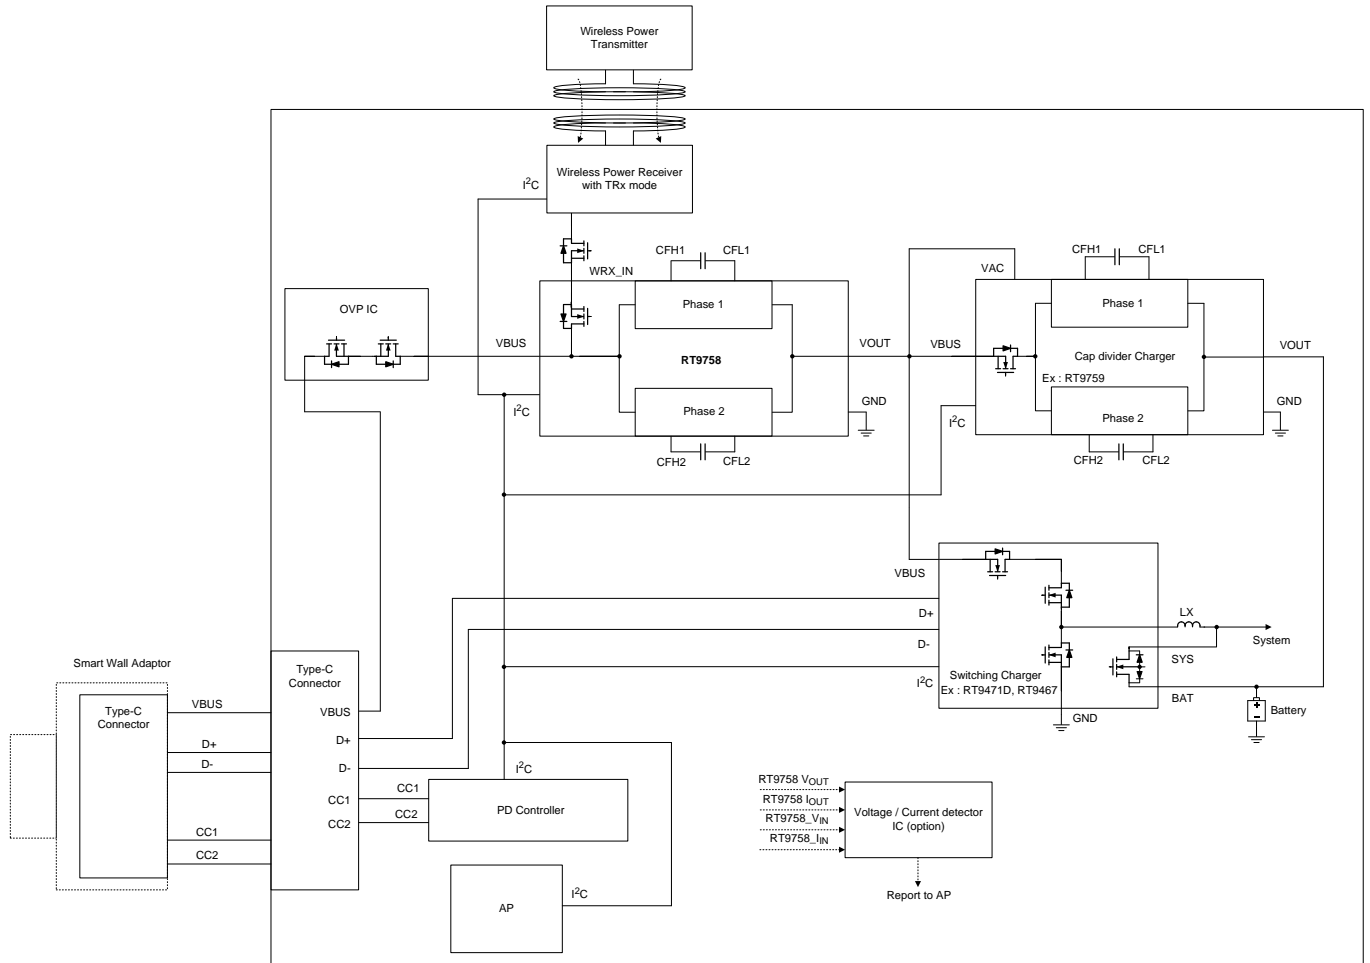 Wireless Power
Transmitter
Wireless Power Receiver
with TRx mode
I²C
WRX_IN
CFH1
CFL1
Phase 1
OVP IC
VBUS
RT9758
VOUT
Phase 2
I²C
GND
CFH2
CFL2
VAC
CFH1
CFL1
Phase 1
VBUS
Cap divider Charger
Ex : RT9759
VOUT
Phase 2
I²C
GND
CFH2
CFL2
VBUS
D+
D-
I²C
Switching Charger
Ex : RT9471D, RT9467
GND
LX
System
SYS
BAT
Battery
Smart Wall Adaptor
Type-C
Connector
VBUS
D+
D-
CC1
CC2
Type-C
Connector
VBUS
D+
D-
CC1
CC2
CC1
CC2
I²C
PD Controller
AP
I²C
RT9758 VOUT
RT9758 IOUT
RT9758_VIN
RT9758_IIN
Voltage / Current detector
IC (option)
Report to AP